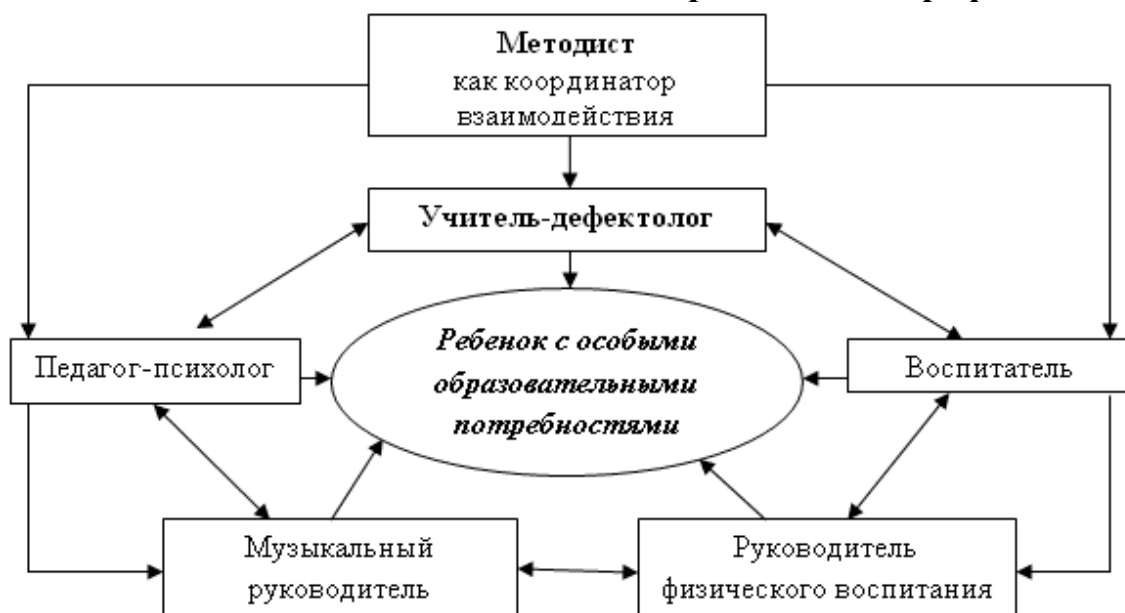 Методист
как координатор
взаимодействия
Учитель-дефектолог
Ребенок с особыми
образовательными
потребностями
Педагог-психолог
Воспитатель
Музыкальный
руководитель
Руководитель
физического воспитания